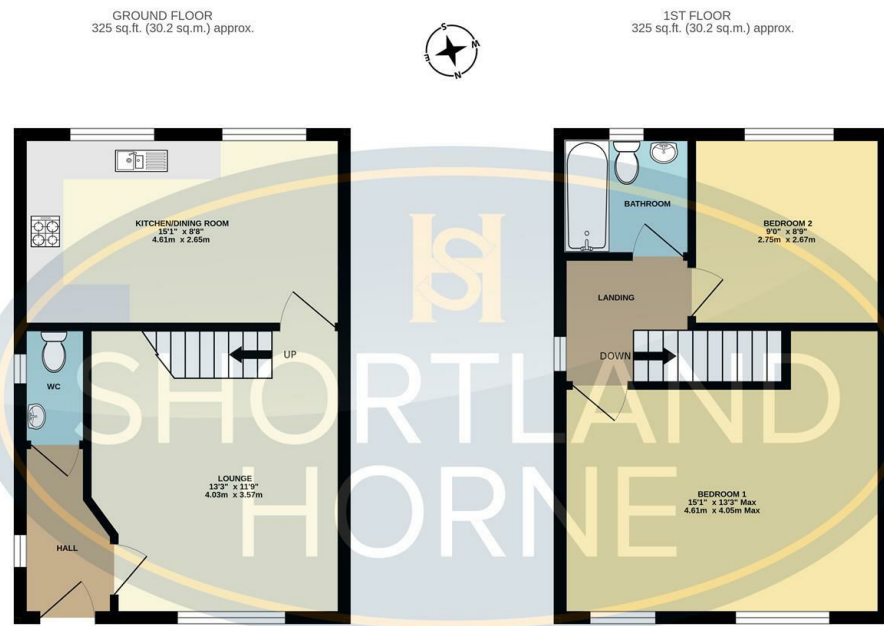 GROUND FLOOR
325 sq.ft. (30.2 sq.m.) approx.
1ST FLOOR
325 sq.ft. (30.2 sq.m.) approx.
S
W
E
N
KITCHEN/DINING ROOM
15'1" x 8'8"
4.61m x 2.65m
UP
WC
LOUNGE
13'3" x 11'9"
4.03m x 3.57m
HALL
BATHROOM
BEDROOM 2
9'0" x 8'9"
2.75m x 2.67m
LANDING
DOWN
BEDROOM 1
15'1" x 13'3" Max
4.61m x 4.05m Max
SH
SHORTLAND
HORNE